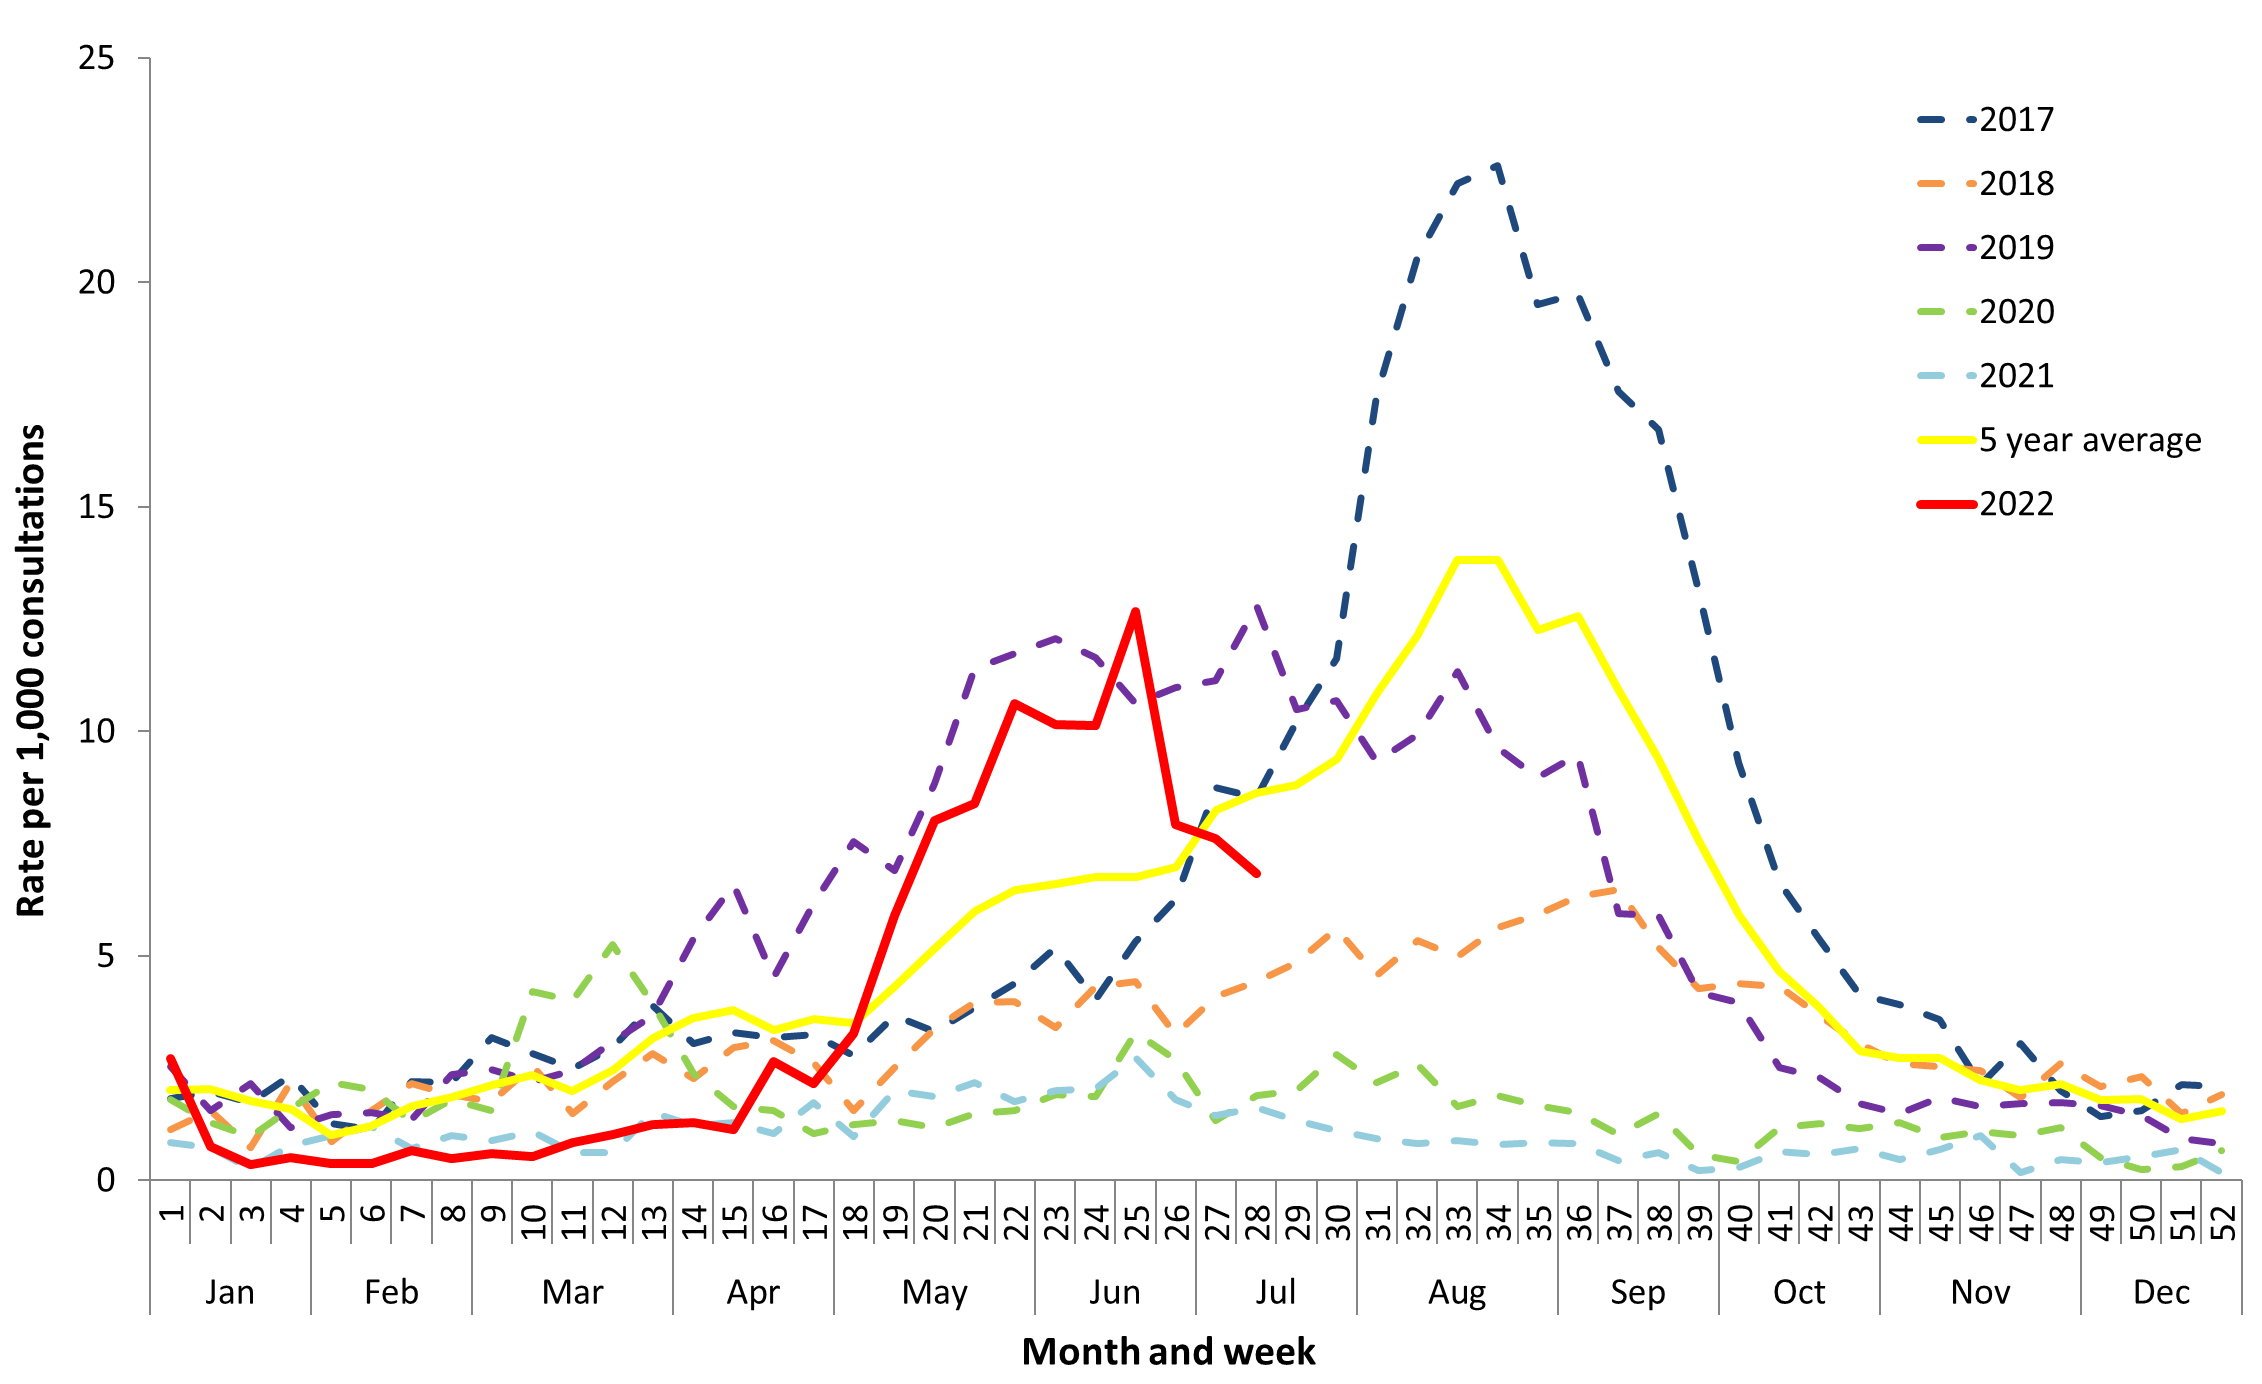 25
20
15
10
5
0
Rate per 1,000 consultations
2017
2018
2019
2020
2021
5 year average
2022
1 2 3 4 5 6 7 8 9 10 11 12 13 14 15 16 17 18 19 20 21 22 23 24 25 26 27 28 29 30 31 32 33 34 35 36 37 38 39 40 41 42 43 44 45 46 47 48 49 50 51 52
Jan Feb Mar Apr May Jun Jul Aug Sep Oct Nov Dec
Month and week